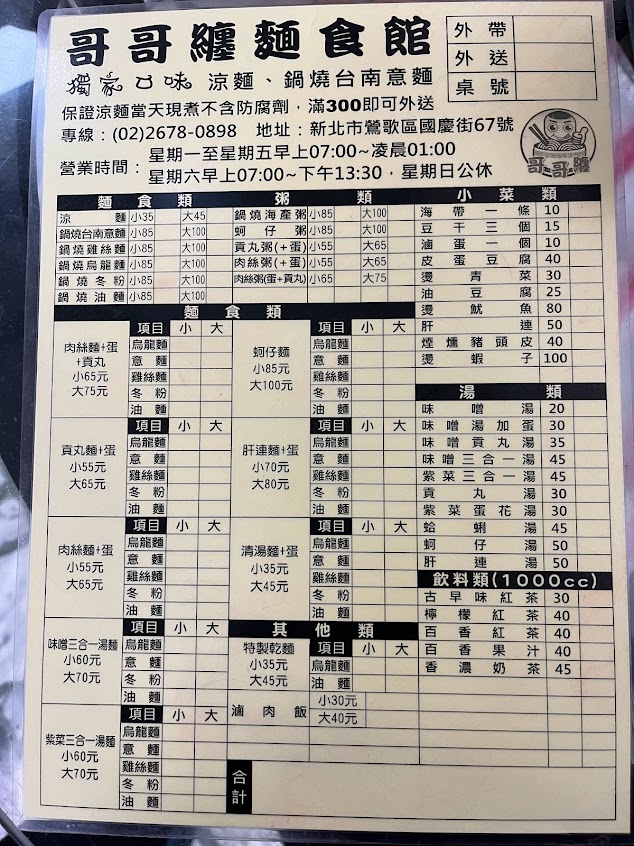 哥哥纏麵食館
獨家口味 涼麵、鍋燒台南意麵
外帶
外送
桌號
保證涼麵當天現煮不含防腐劑，滿300即可外送
專線：(02)2678-0898 地址：新北市鶯歌區國慶街67號
營業時間：星期一至星期五早上07:00~凌晨01:00
星期六早上07:00~下午13:30，星期日公休
哥哥纏
麵食類
涼麵 小35 大45
鍋燒台南意麵 小85 大100
鍋燒雞絲麵 小85 大100
鍋燒烏龍麵 小85 大100
鍋燒冬粉 小85 大100
鍋燒油麵 小85 大100
粥類
鍋燒海產粥 小85 大100
蚵仔粥 小85 大100
貢丸粥(+蛋) 小55 大65
肉絲粥(+蛋) 小55 大65
肉絲粥(蛋+貢丸) 小65 大75
小菜類
海帶一條 10
豆干三個 15
滷蛋一個 10
皮蛋豆腐 40
燙青菜 30
油豆腐 25
燙魷魚 80
肝連 50
煙燻豬頭皮 40
燙蝦子 100
麵食類
肉絲麵+蛋+貢丸
小65元
大75元
項目 小 大
烏龍麵
意麵
雞絲麵
冬粉
油麵
蚵仔麵
小85元
大100元
項目 小 大
烏龍麵
意麵
雞絲麵
冬粉
油麵
貢丸麵+蛋
小55元
大65元
項目 小 大
烏龍麵
意麵
雞絲麵
冬粉
油麵
肝連麵+蛋
小70元
大80元
項目 小 大
烏龍麵
意麵
雞絲麵
冬粉
油麵
肉絲麵+蛋
小55元
大65元
項目 小 大
烏龍麵
意麵
雞絲麵
冬粉
油麵
清湯麵+蛋
小35元
大45元
項目 小 大
烏龍麵
意麵
雞絲麵
冬粉
油麵
味噌三合一湯麵
小60元
大70元
項目 小 大
烏龍麵
意麵
冬粉
油麵
其他類
特製乾麵
小35元
大45元
項目 小 大
烏龍麵
油麵
滷肉飯
小30元
大40元
紫菜三合一湯麵
小60元
大70元
項目 小 大
烏龍麵
意麵
雞絲麵
冬粉
油麵
合計
湯類
味噌湯 20
味噌湯加蛋 30
味噌貢丸湯 35
味噌三合一湯 45
紫菜三合一湯 45
貢丸湯 30
紫菜蛋花湯 30
蛤蜊湯 45
蚵仔湯 50
肝連湯 50
飲料類(1000cc)
古早味紅茶 30
檸檬紅茶 40
百香紅茶 40
百香果汁 40
香濃奶茶 45